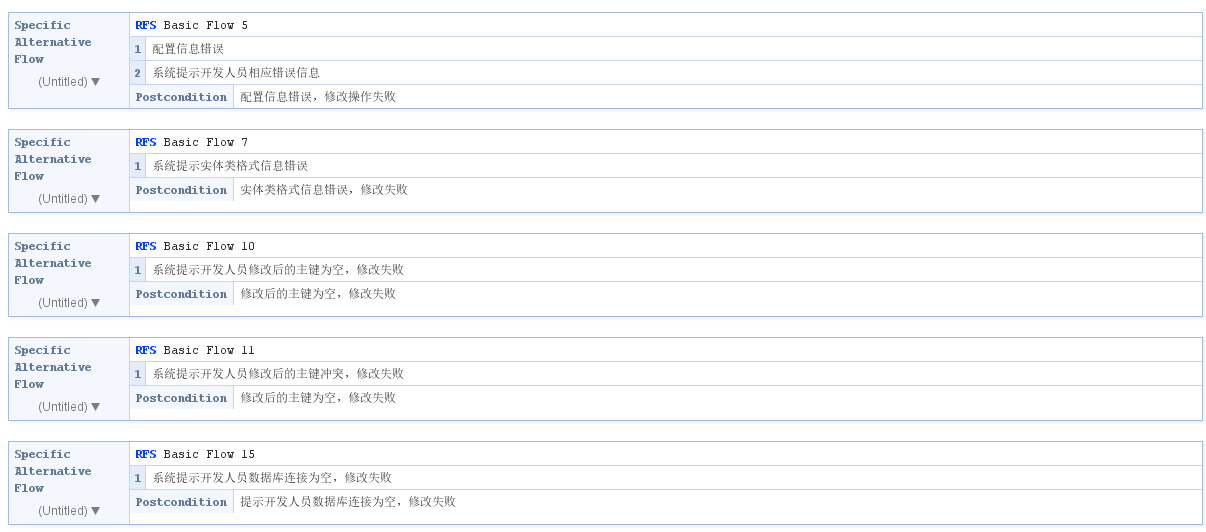 Specific
Alternative
Flow
(Untitled) ▼
RFS Basic Flow 5
1 配置信息错误
2 系统提示开发人员相应错误信息
Postcondition 配置信息错误，修改操作失败
Specific
Alternative
Flow
(Untitled) ▼
RFS Basic Flow 7
1 系统提示实体类格式信息错误
Postcondition 实体类格式信息错误，修改失败
Specific
Alternative
Flow
(Untitled) ▼
RFS Basic Flow 10
1 系统提示开发人员修改后的主键为空，修改失败
Postcondition 修改后的主键为空，修改失败
Specific
Alternative
Flow
(Untitled) ▼
RFS Basic Flow 11
1 系统提示开发人员修改后的主键冲突，修改失败
Postcondition 修改后的主键为空，修改失败
Specific
Alternative
Flow
(Untitled) ▼
RFS Basic Flow 15
1 系统提示开发人员数据库连接为空，修改失败
Postcondition 提示开发人员数据库连接为空，修改失败